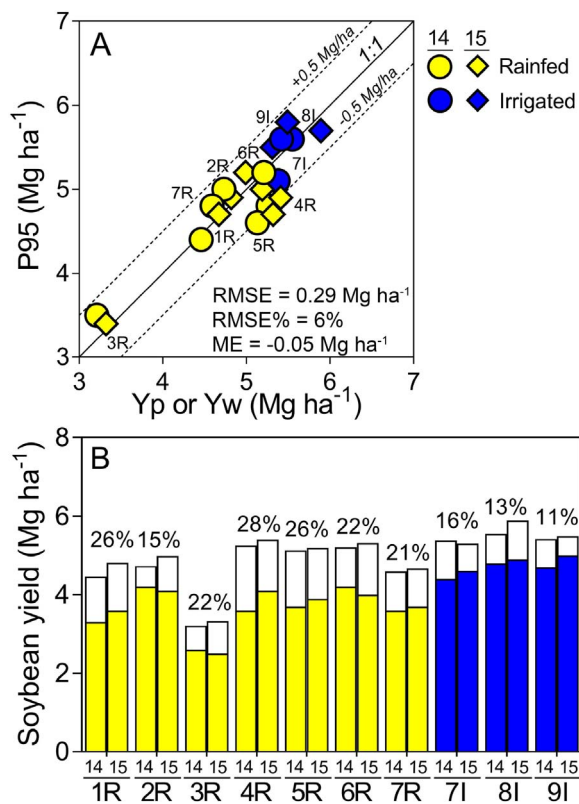 A
14 15
Rainfed
Irrigated
+0.5 Mg/ha
1:1
-0.5 Mg/ha
9I
8I
6R
2R
7I
7R
4R
1R
5R
3R
RMSE = 0.29 Mg ha⁻¹
RMSE% = 6%
ME = -0.05 Mg ha⁻¹
P95 (Mg ha⁻¹)
7
6
5
4
3
3 4 5 6 7
Yp or Yw (Mg ha⁻¹)
B
Soybean yield (Mg ha⁻¹)
8
6
4
2
0
26% 15% 22% 28% 26% 22% 21% 16% 13% 11%
14 15 14 15 14 15 14 15 14 15 14 15 14 15 14 15 14 15 14 15
1R 2R 3R 4R 5R 6R 7R 7I 8I 9I